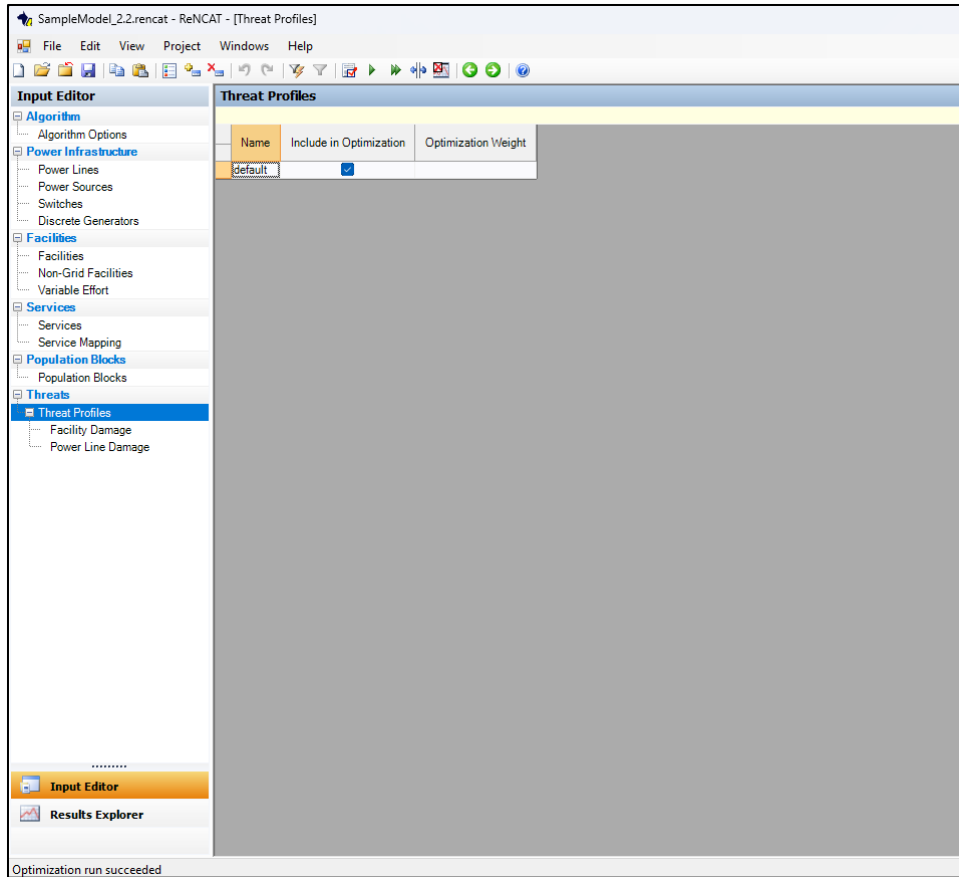 SampleModel_2.2.rencat - ReNCAT - [Threat Profiles]
File Edit View Project Windows Help
Input Editor
Threat Profiles
Algorithm
Algorithm Options
Power Infrastructure
Power Lines
Power Sources
Switches
Discrete Generators
Facilities
Facilities
Non-Grid Facilities
Variable Effort
Services
Services
Service Mapping
Population Blocks
Population Blocks
Threats
Threat Profiles
Facility Damage
Power Line Damage
Name Include in Optimization Optimization Weight
default
Input Editor
Results Explorer
Optimization run succeeded